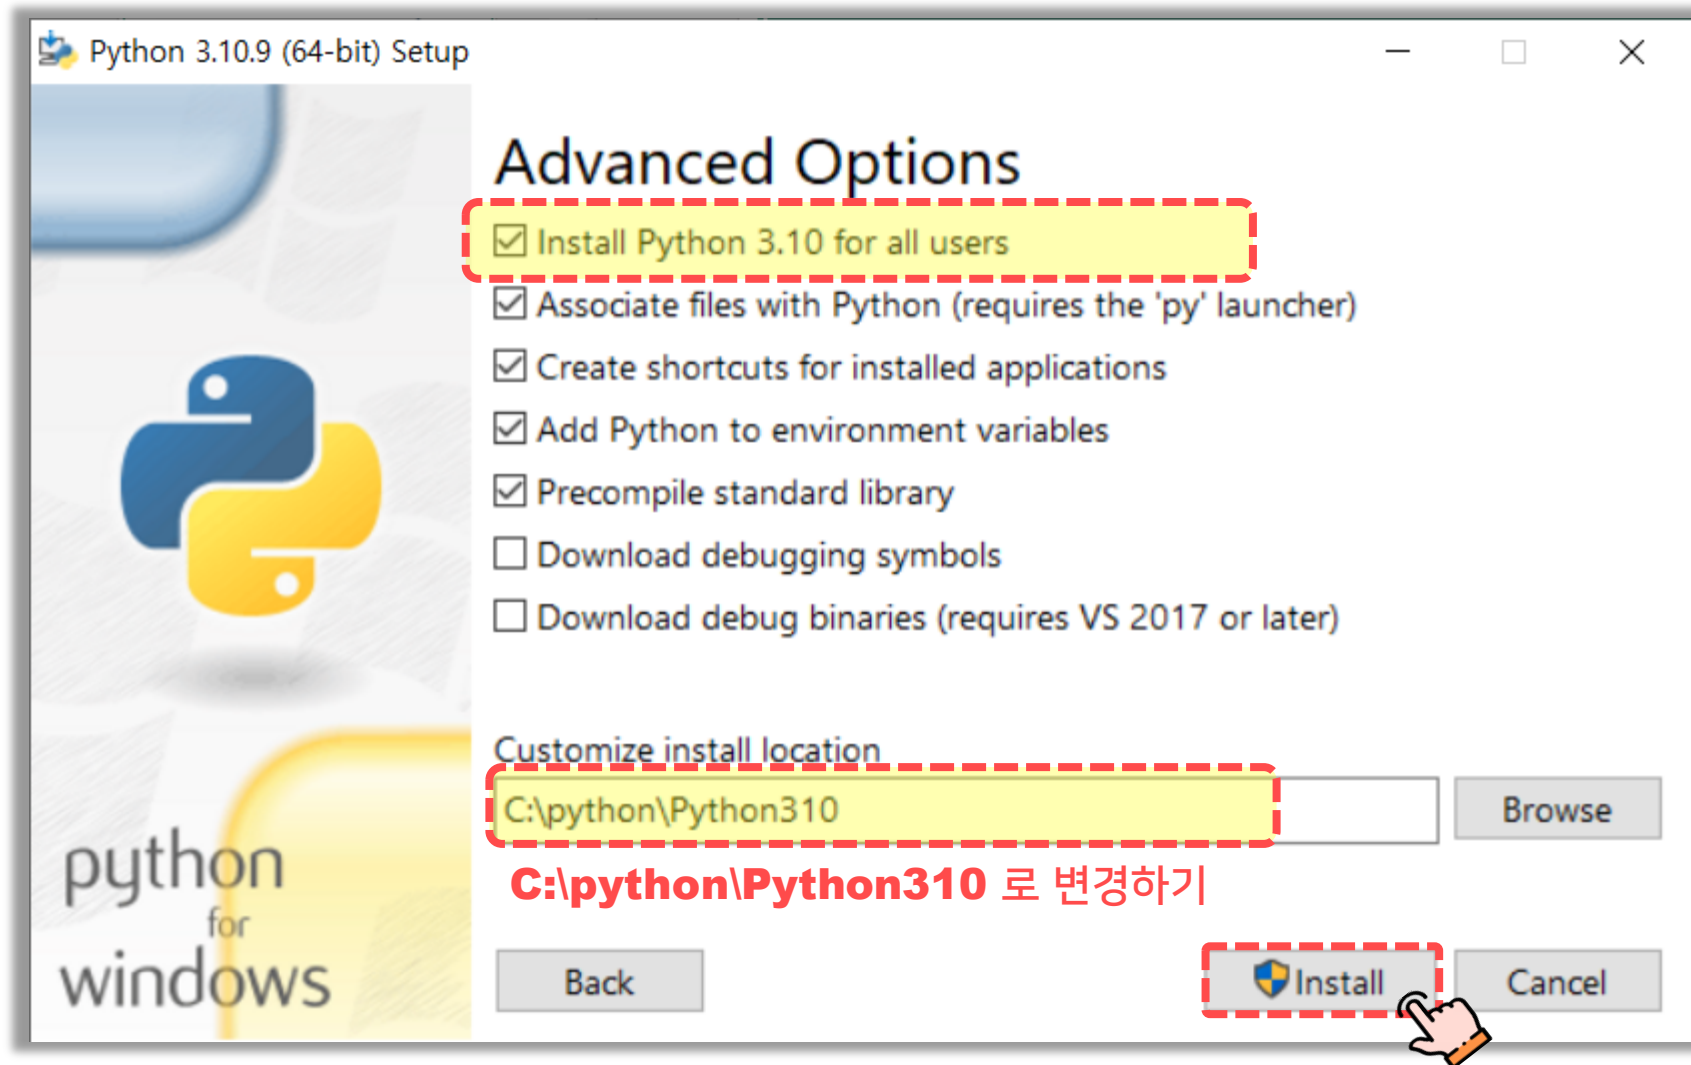 Python 3.10.9 (64-bit) Setup
Advanced Options
Install Python 3.10 for all users
Associate files with Python (requires the 'py' launcher)
Create shortcuts for installed applications
Add Python to environment variables
Precompile standard library
Download debugging symbols
Download debug binaries (requires VS 2017 or later)
Customize install location
C:\python\Python310
Browse
C:\python\Python310 로 변경하기
python
for
windows
Back
Install
Cancel